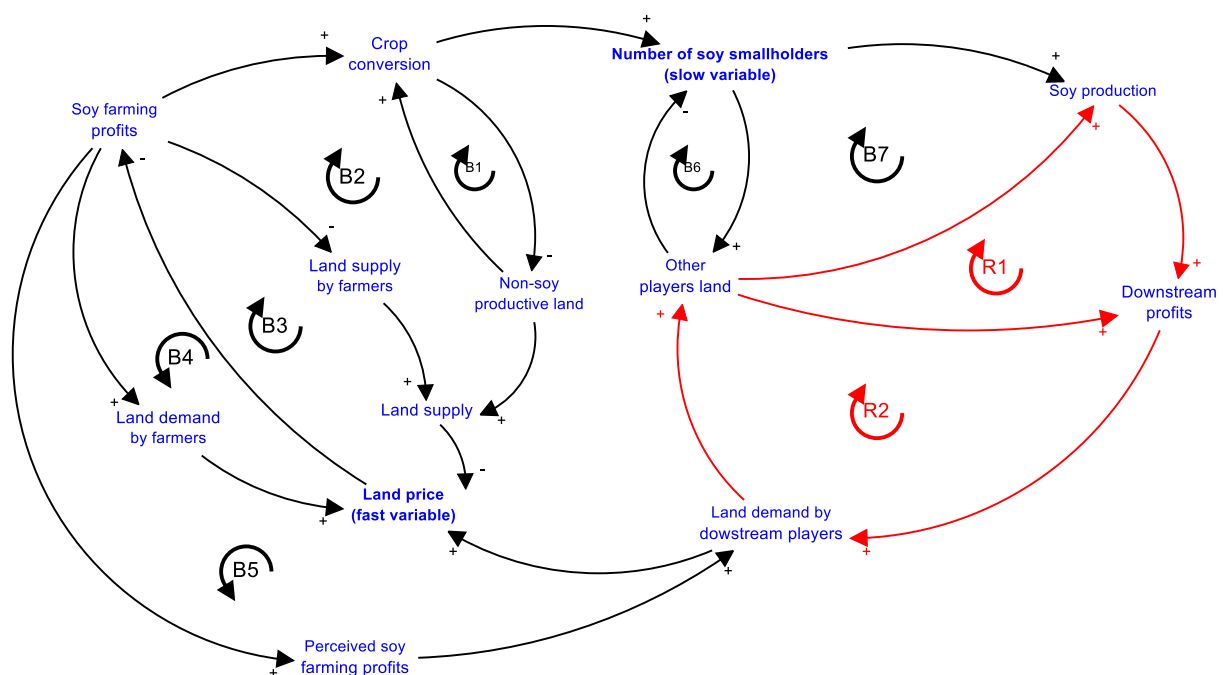 +
Crop
conversion
+
Number of soy smallholders
(slow variable)
+
Soy production
Soy farming
profits
+
-
+
-
B2
B1
B6
B7
-
+
-
+
Land supply
by farmers
Non-soy
productive land
Other
players land
R1
+
Downstream
profits
B3
B4
+
+
+
+
Land demand
by farmers
Land supply
+
R2
-
Land price
(fast variable)
+
Land demand by
dowstream players
+
+
B5
+
Perceived soy
farming profits
+